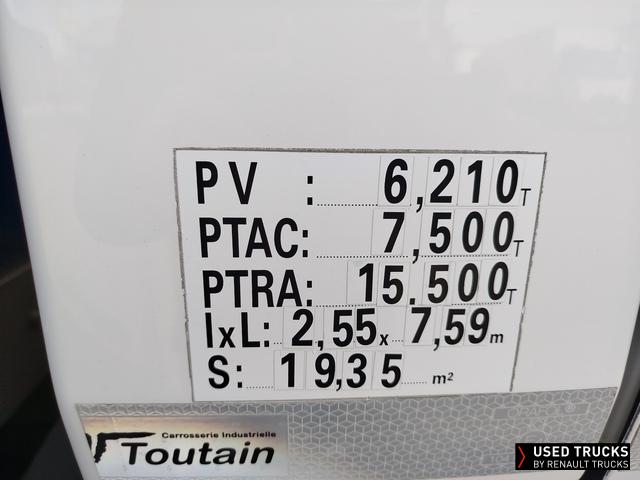 PV : 6,210T
PTAC: 7,500T
PTRA: 15.500T
IxL: 2,55x 7,59m
S: 19,35 m²
Carrosserie Industrielle
Toutain
USED TRUCKS
BY RENAULT TRUCKS